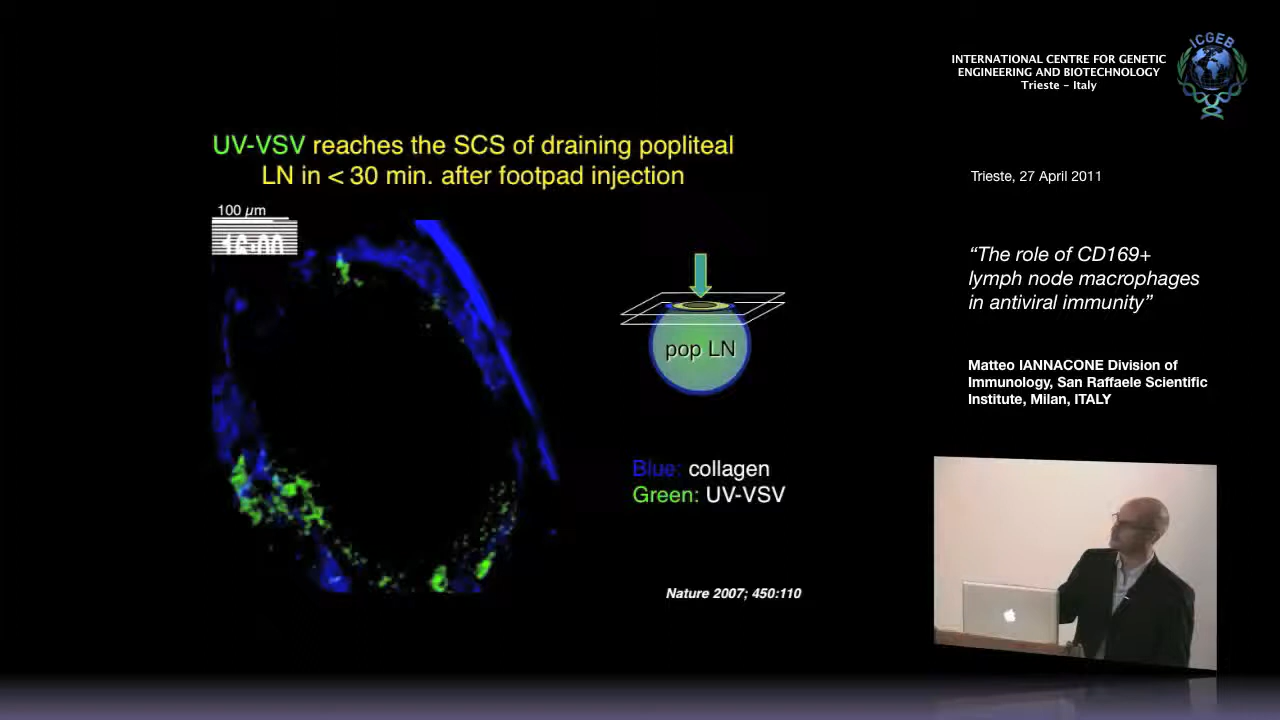 INTERNATIONAL CENTRE FOR GENETIC
ENGINEERING AND BIOTECHNOLOGY
Trieste – Italy
ICGEB
UV-VSV reaches the SCS of draining popliteal
LN in < 30 min. after footpad injection
Trieste, 27 April 2011
100 µm
“The role of CD169+
lymph node macrophages
in antiviral immunity”
pop LN
Matteo IANNACONE Division of
Immunology, San Raffaele Scientific
Institute, Milan, ITALY
Blue: collagen
Green: UV-VSV
Nature 2007; 450:110